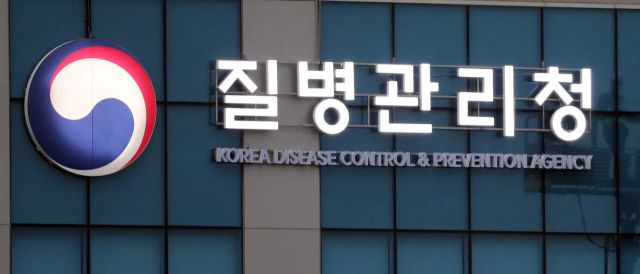 질병관리청
KOREA DISEASE CONTROL & PREVENTION AGENCY